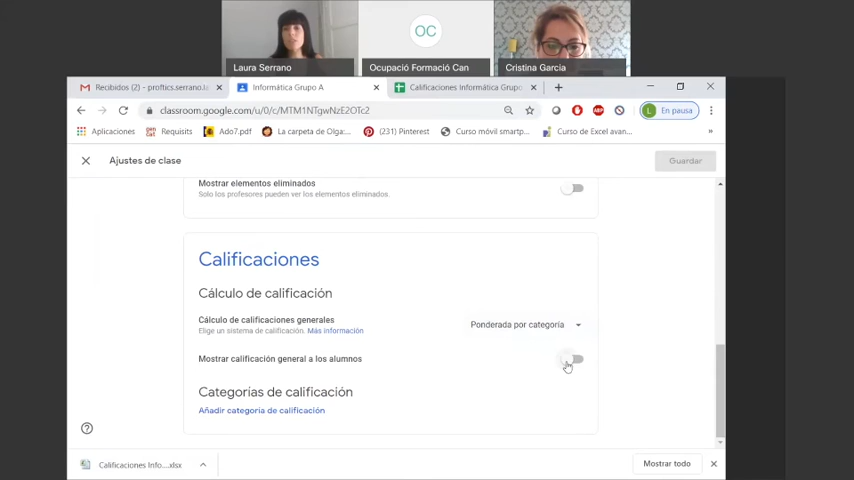 OC
Laura Serrano
Ocupació Formació Can
Cristina Garcia
Recibidos (2) - proftics.serrano.la
Informática Grupo A
Calificaciones Informática Grupo
classroom.google.com/u/0/c/MTM1NTgwNzE2OTc2
ABP
L
En pausa
Aplicaciones
gen
cat
Requisits
Ado7.pdf
La carpeta de Olga:...
(231) Pinterest
Curso móvil smartp...
Curso de Excel avan...
»
Ajustes de clase
Guardar
Mostrar elementos eliminados
Solo los profesores pueden ver los elementos eliminados.
Calificaciones
Cálculo de calificación
Cálculo de calificaciones generales
Ponderada por categoría
Elige un sistema de calificación. Más información
Mostrar calificación general a los alumnos
Categorías de calificación
Añadir categoría de calificación
Calificaciones Info....xlsx
Mostrar todo